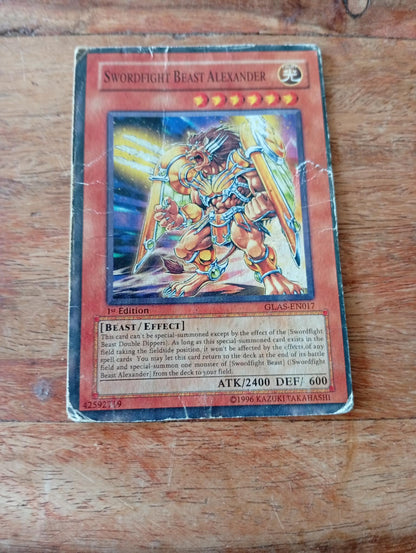 SWORDFIGHT BEAST ALEXANDER
光
1st Edition
GLAS-EN017
[BEAST / EFFECT]
This card can't be special-summoned except by the effect of the [Swordfight
Beast Double Dippers]. As long as this special-summoned card exists in the
field taking the fieldside position, it won't be affected by the effects of any
spell cards. You may let this card return to the deck at the end of its battle
field and special-summon one monster of [Swordfight Beast] ([Swordfight
Beast Alexander] from the deck to your field.
ATK/2400 DEF/ 600
©1996 KAZUKI TAKAHASHI